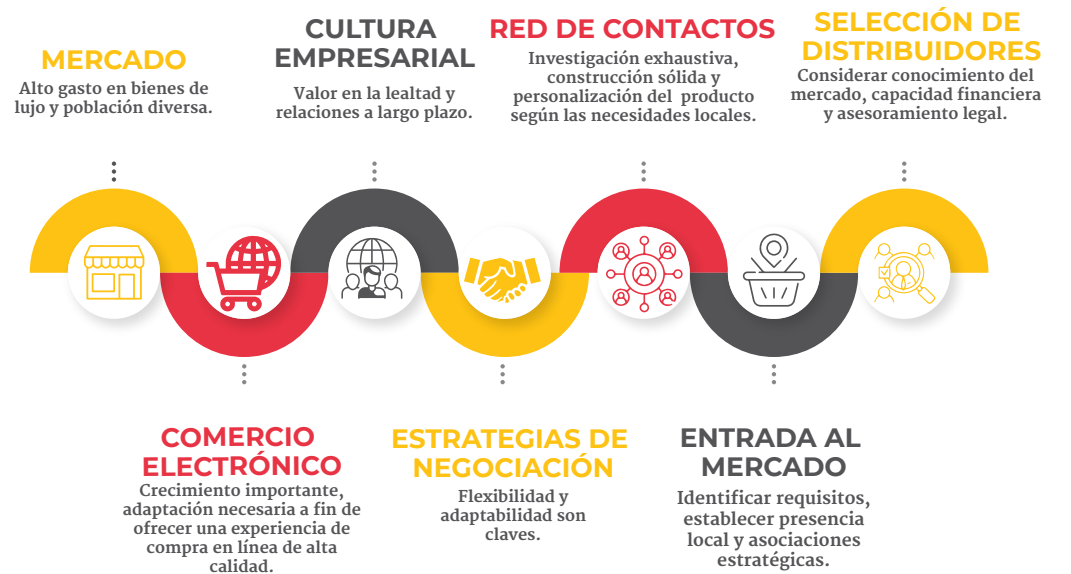 MERCADO
Alto gasto en bienes de
lujo y población diversa.
CULTURA
EMPRESARIAL
Valor en la lealtad y
relaciones a largo plazo.
RED DE CONTACTOS
Investigación exhaustiva,
construcción sólida y
personalización del producto
según las necesidades locales.
SELECCIÓN DE
DISTRIBUIDORES
Considerar conocimiento del
mercado, capacidad financiera
y asesoramiento legal.
COMERCIO
ELECTRÓNICO
Crecimiento importante,
adaptación necesaria a fin de
ofrecer una experiencia de
compra en línea de alta
calidad.
ESTRATEGIAS DE
NEGOCIACIÓN
Flexibilidad y
adaptabilidad son
claves.
ENTRADA AL
MERCADO
Identificar requisitos,
establecer presencia
local y asociaciones
estratégicas.